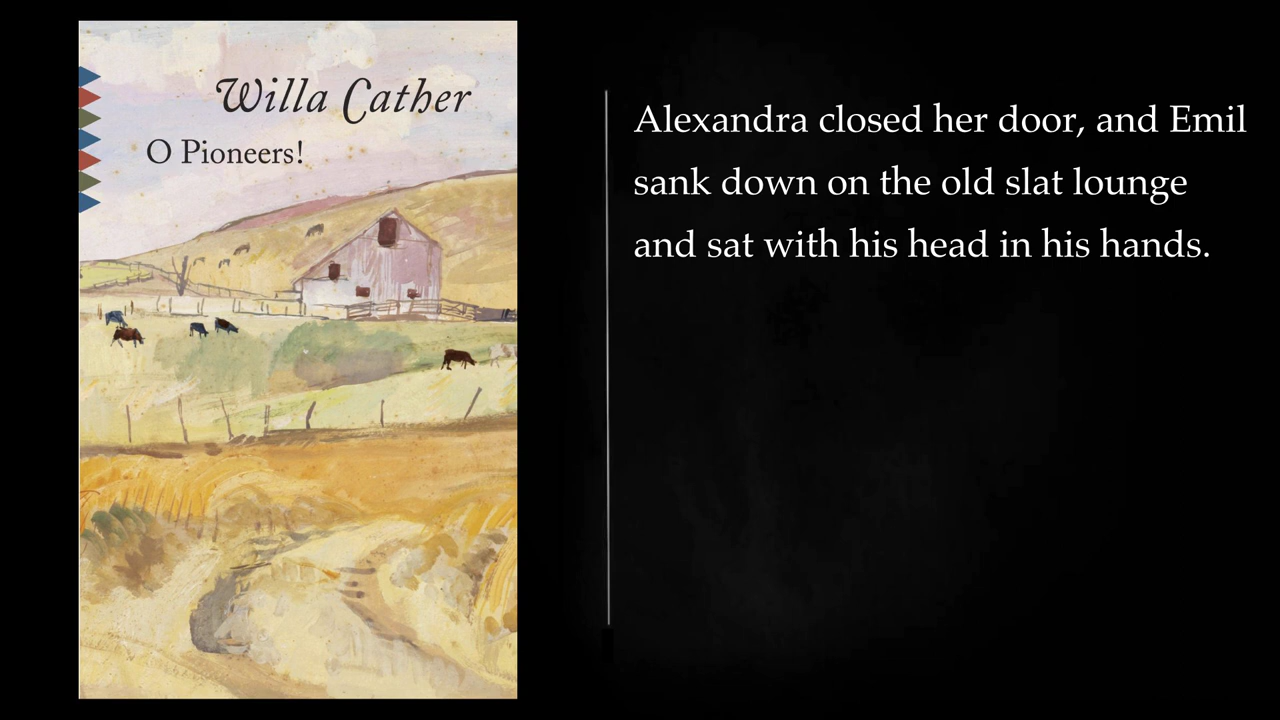 Willa Cather
O Pioneers!
Alexandra closed her door, and Emil
sank down on the old slat lounge
and sat with his head in his hands.